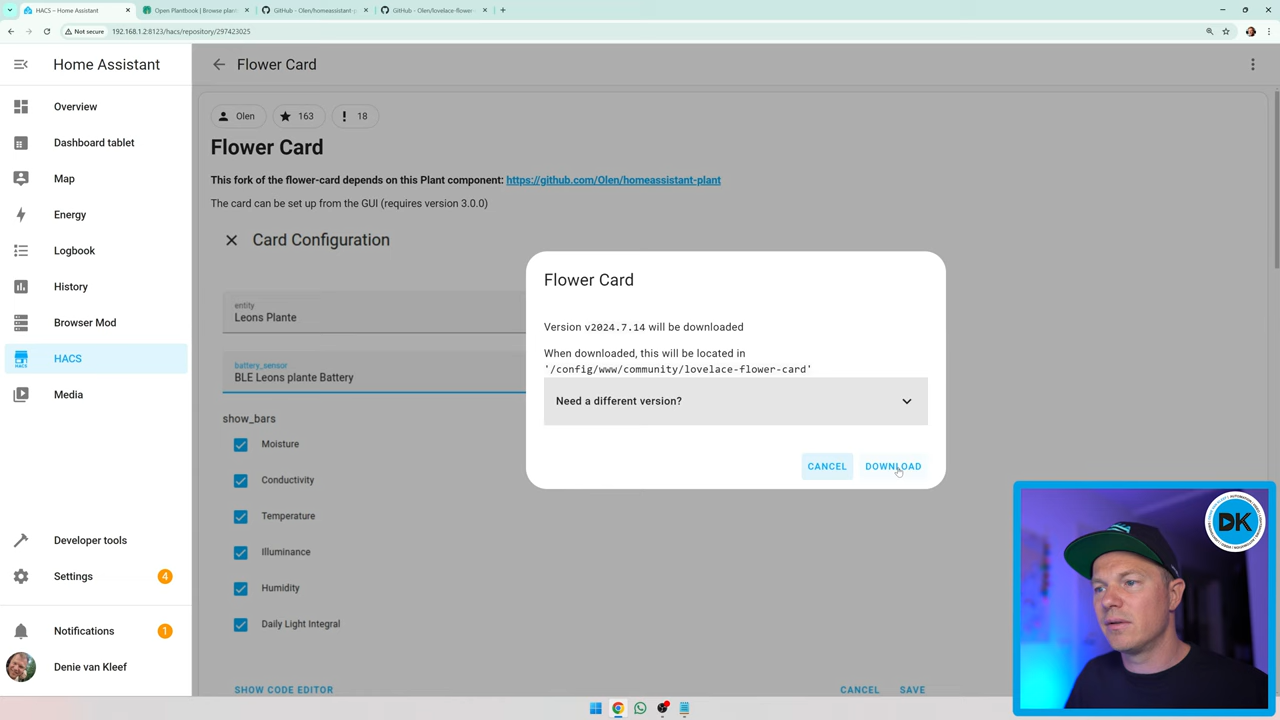 HACS – Home Assistant
Open Plantbook | Browse plan
GitHub - Olen/homeassistant-p
GitHub - Olen/lovelace-flower-
Not secure
192.168.1.2:8123/hacs/repository/297423025
Home Assistant
Flower Card
Overview
Dashboard tablet
Map
Energy
Logbook
History
Browser Mod
HACS
HACS
Media
Developer tools
Settings
4
Notifications
1
Denie van Kleef
Olen
163
18
Flower Card
This fork of the flower-card depends on this Plant component: https://github.com/Olen/homeassistant-plant
The card can be set up from the GUI (requires version 3.0.0)
Card Configuration
entity
Leons Plante
battery_sensor
BLE Leons plante Battery
show_bars
Moisture
Conductivity
Temperature
Illuminance
Humidity
Daily Light Integral
SHOW CODE EDITOR
CANCEL
SAVE
Flower Card
Version v2024.7.14 will be downloaded
When downloaded, this will be located in
'/config/www/community/lovelace-flower-card'
Need a different version?
CANCEL
DOWNLOAD
DK